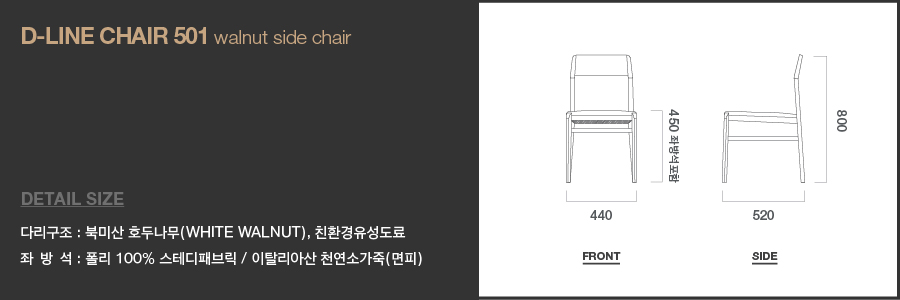 D-LINE CHAIR 501 walnut side chair
DETAIL SIZE
다리구조 : 북미산 호두나무(WHITE WALNUT), 친환경유성도료
좌 방 석 : 폴리 100% 스테디패브릭 / 이탈리아산 천연소가죽(면피)
450 좌방석포함
800
440
520
FRONT
SIDE